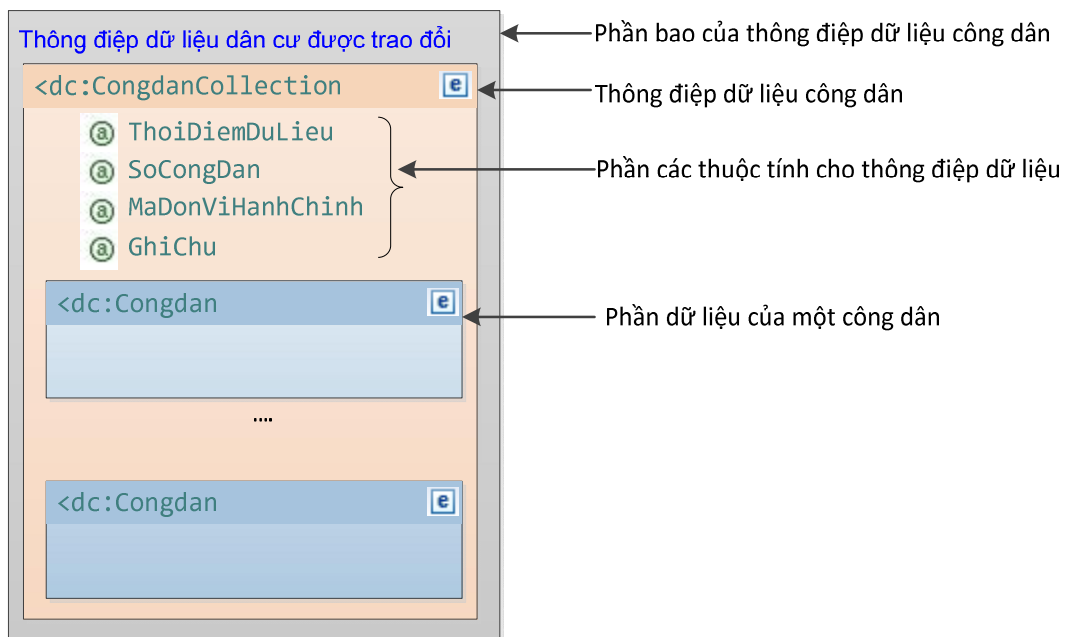 Thông điệp dữ liệu dân cư được trao đổi
Phần bao của thông điệp dữ liệu công dân
<dc:CongdanCollection
e
Thông điệp dữ liệu công dân
a ThoiDiemDuLieu
a SoCongDan
Phần các thuộc tính cho thông điệp dữ liệu
a MaDonViHanhChinh
a GhiChu
<dc:Congdan
e
Phần dữ liệu của một công dân
....
<dc:Congdan
e